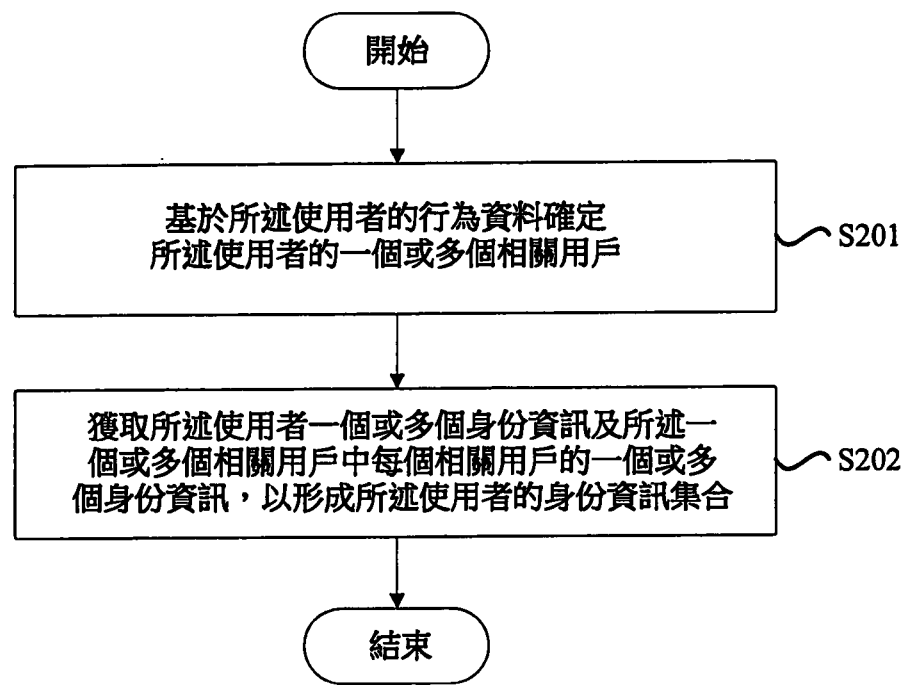 開始
基於所述使用者的行為資料確定
所述使用者的一個或多個相關用戶
S201
獲取所述使用者一個或多個身份資訊及所述一
個或多個相關用戶中每個相關用戶的一個或多
個身份資訊，以形成所述使用者的身份資訊集合
S202
結束